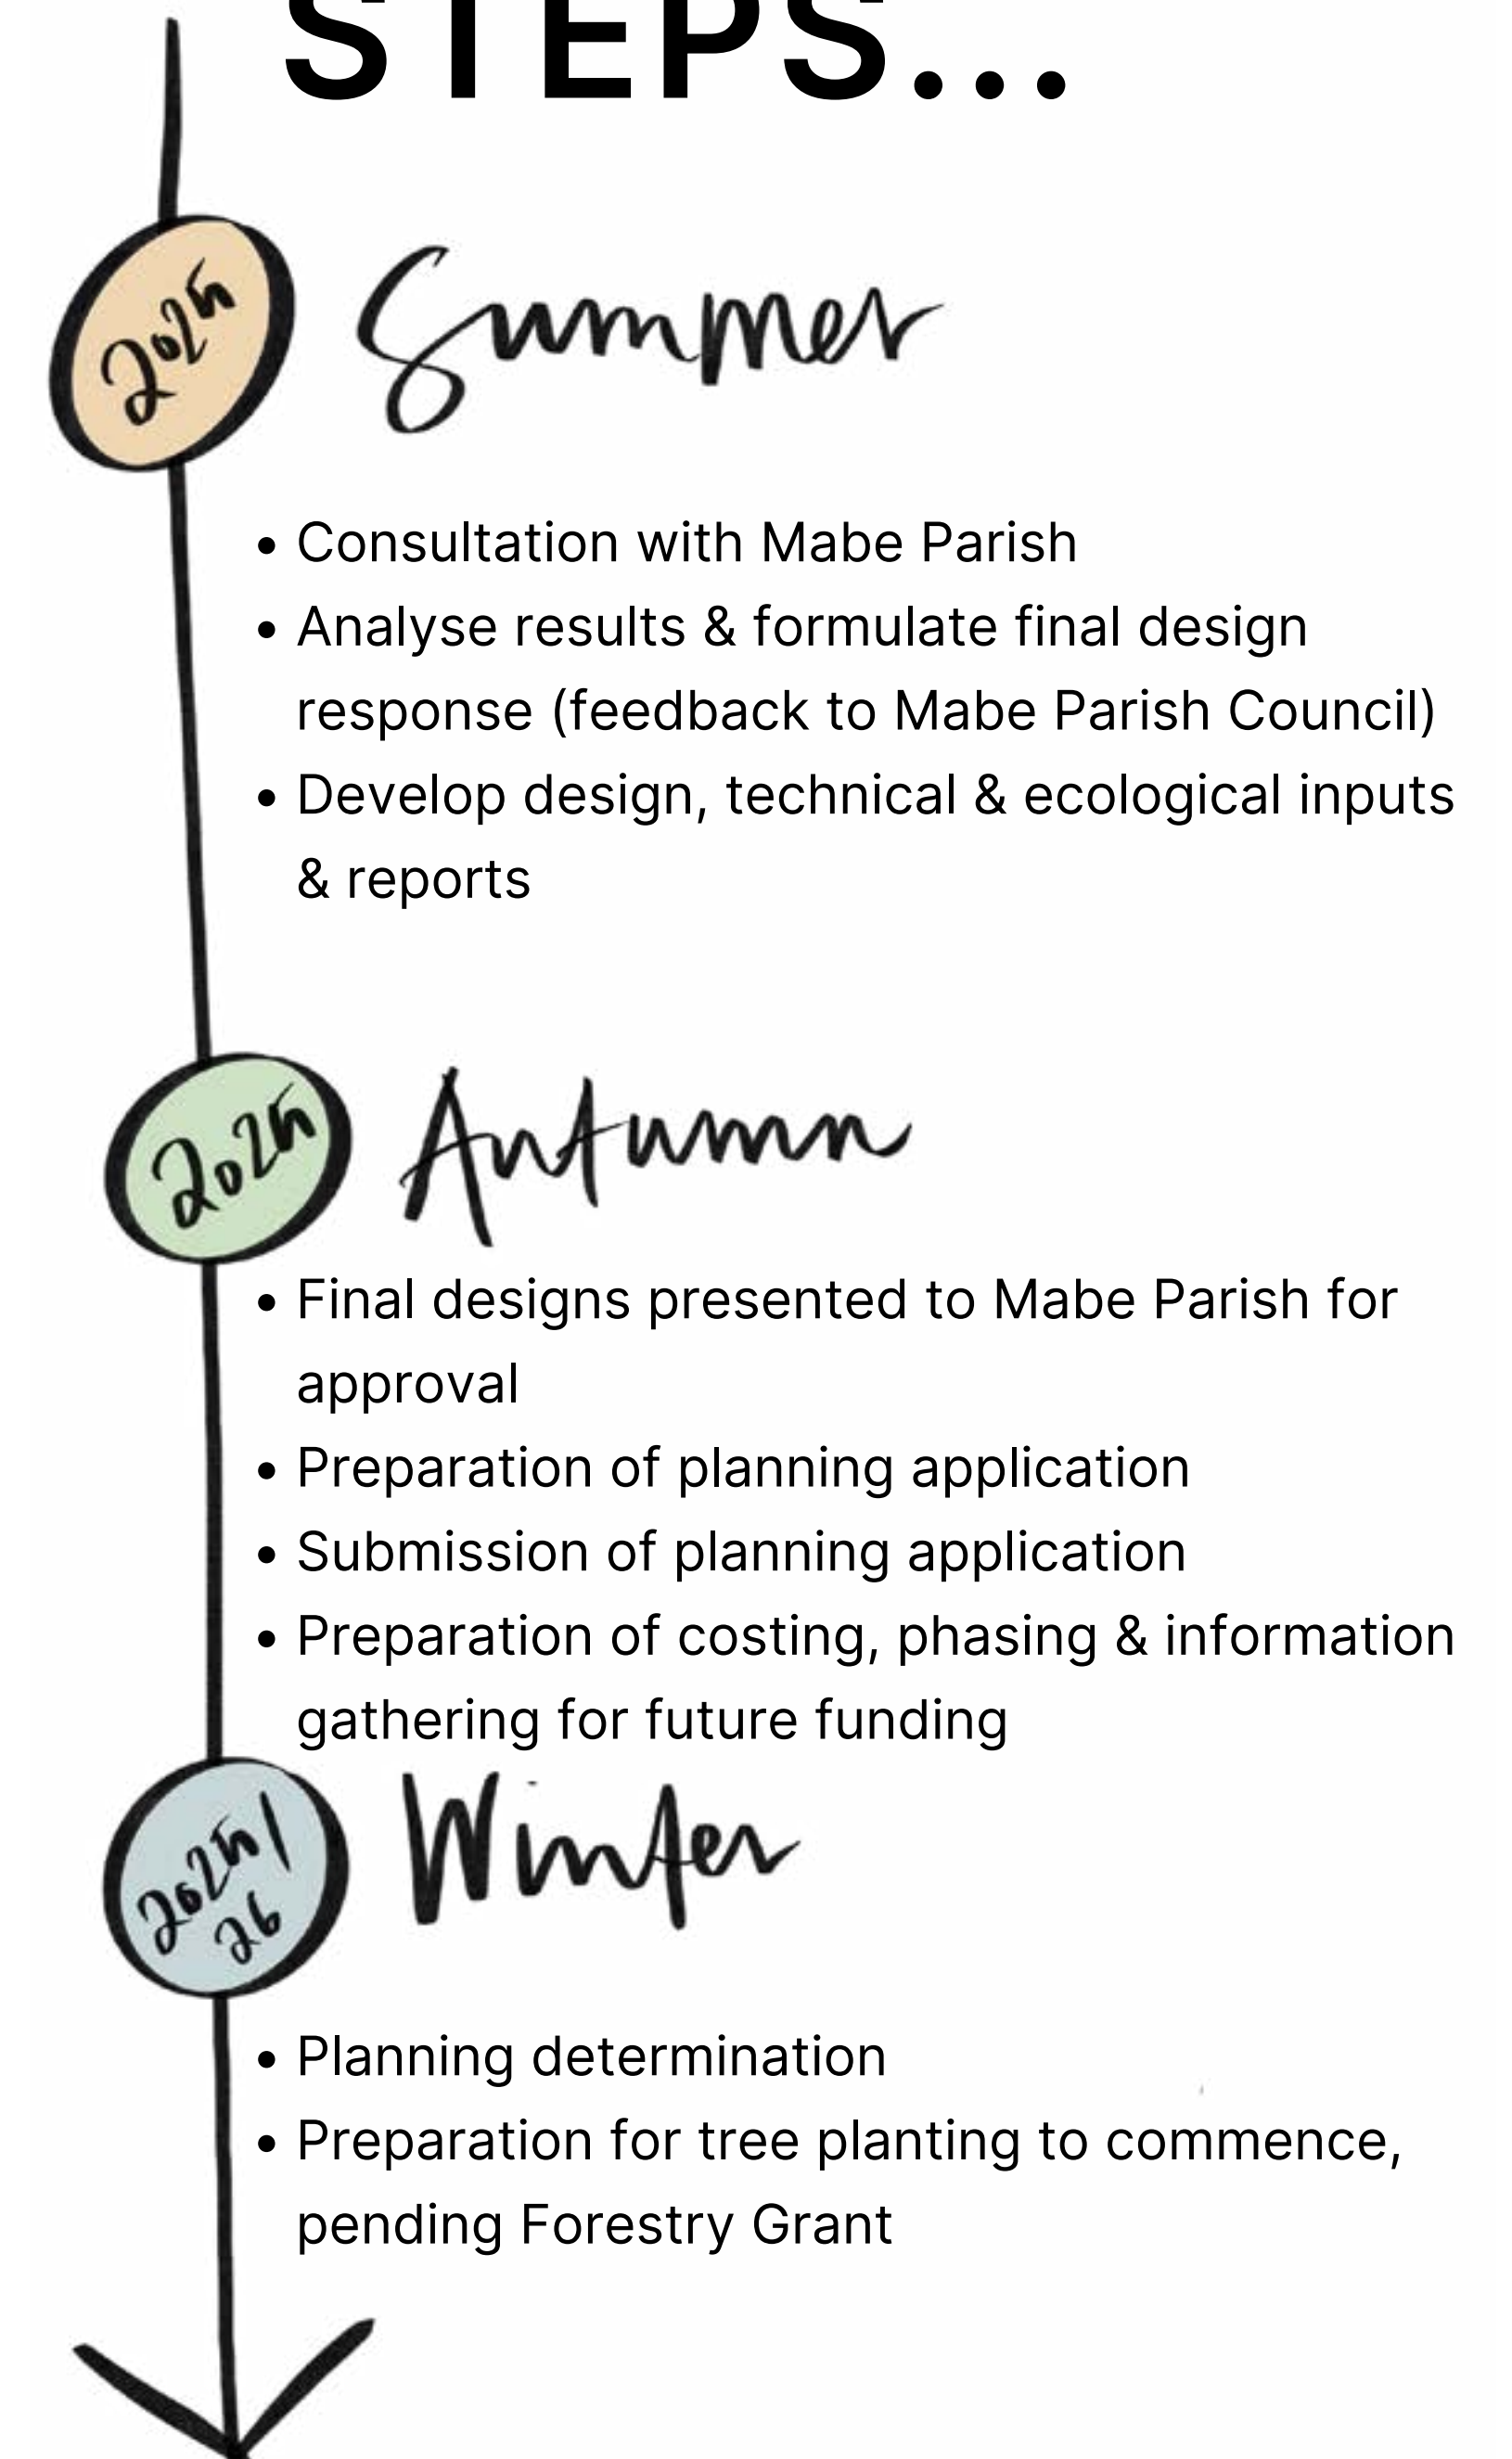 STEPS...
2025
Summer
• Consultation with Mabe Parish
• Analyse results & formulate final design
response (feedback to Mabe Parish Council)
• Develop design, technical & ecological inputs
& reports
2025
Autumn
• Final designs presented to Mabe Parish for
approval
• Preparation of planning application
• Submission of planning application
• Preparation of costing, phasing & information
gathering for future funding
2025/
26
Winter
• Planning determination
• Preparation for tree planting to commence,
pending Forestry Grant